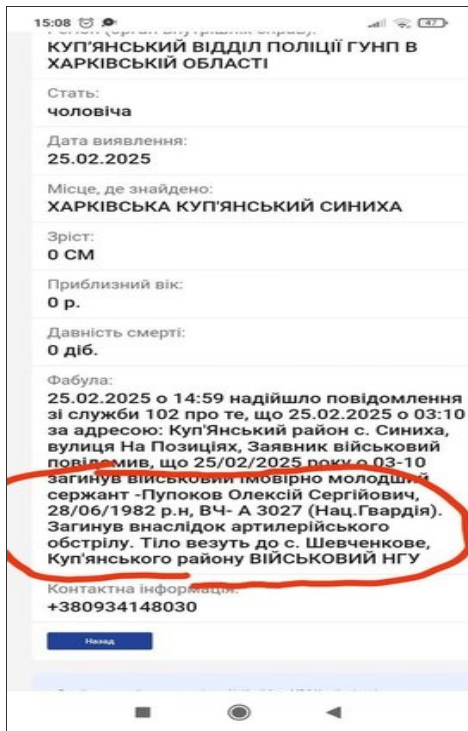 15:08
47
КУП'ЯНСЬКИЙ ВІДДІЛ ПОЛІЦІЇ ГУНП В
ХАРКІВСЬКІЙ ОБЛАСТІ
Стать:
чоловіча
Дата виявлення:
25.02.2025
Місце, де знайдено:
ХАРКІВСЬКА КУП'ЯНСЬКИЙ СИНИХА
Зріст:
0 СМ
Приблизний вік:
0 р.
Давність смерті:
0 діб.
Фабула:
25.02.2025 о 14:59 надійшло повідомлення
зі служби 102 про те, що 25.02.2025 о 03:10
за адресою: Куп'Янський район с. Синиха,
вулиця На Позиціях, Заявник військовий
повідомив, що 25/02/2025 року о 03-10
загинув військовий імовірно молодший
сержант -Пупоков Олексій Сергійович,
28/06/1982 р.н, ВЧ- А 3027 (Нац.Гвардія).
Загинув внаслідок артилерійського
обстрілу. Тіло везуть до с. Шевченкове,
Куп'янського району ВІЙСЬКОВИЙ НГУ
Контактна інформація:
+380934148030
Назад